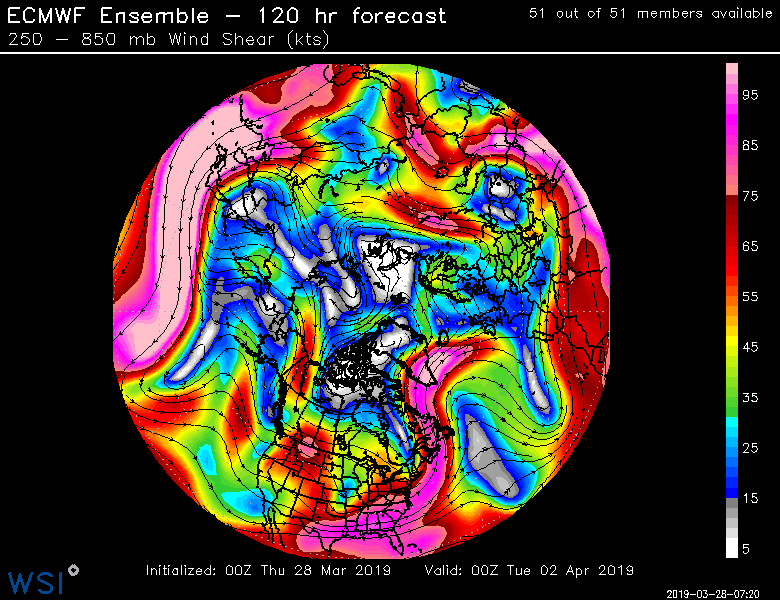 ECMWF Ensemble – 120 hr forecast
51 out of 51 members available
250 – 850 mb Wind Shear (kts)
95
85
75
65
55
45
35
25
15
5
Initialized: 00Z Thu 28 Mar 2019 Valid: 00Z Tue 02 Apr 2019
WSI
2019-03-28-07:20